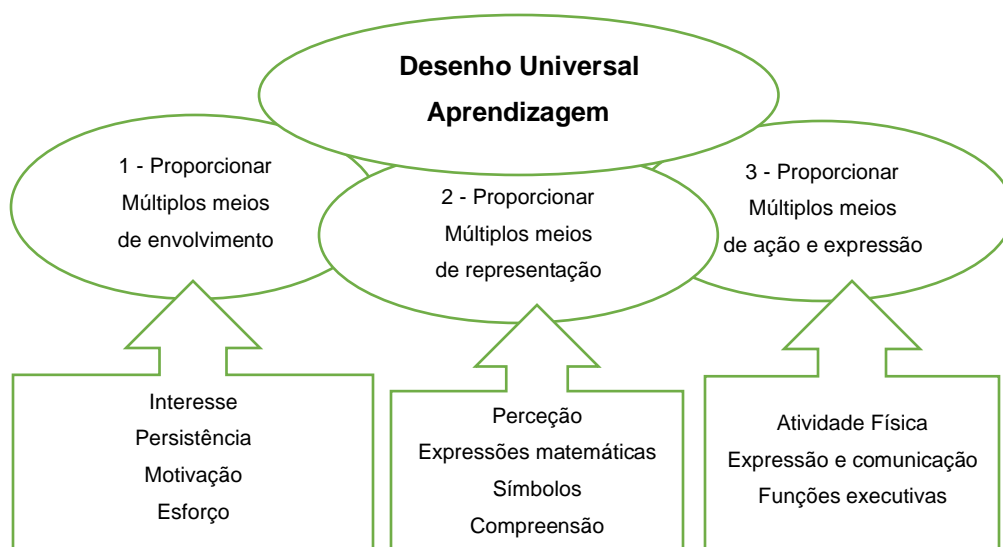 Desenho Universal
Aprendizagem
1 - Proporcionar
Múltiplos meios
de envolvimento
2 - Proporcionar
Múltiplos meios
de representação
3 - Proporcionar
Múltiplos meios
de ação e expressão
Interesse
Persistência
Motivação
Esforço
Perceção
Expressões matemáticas
Símbolos
Compreensão
Atividade Física
Expressão e comunicação
Funções executivas